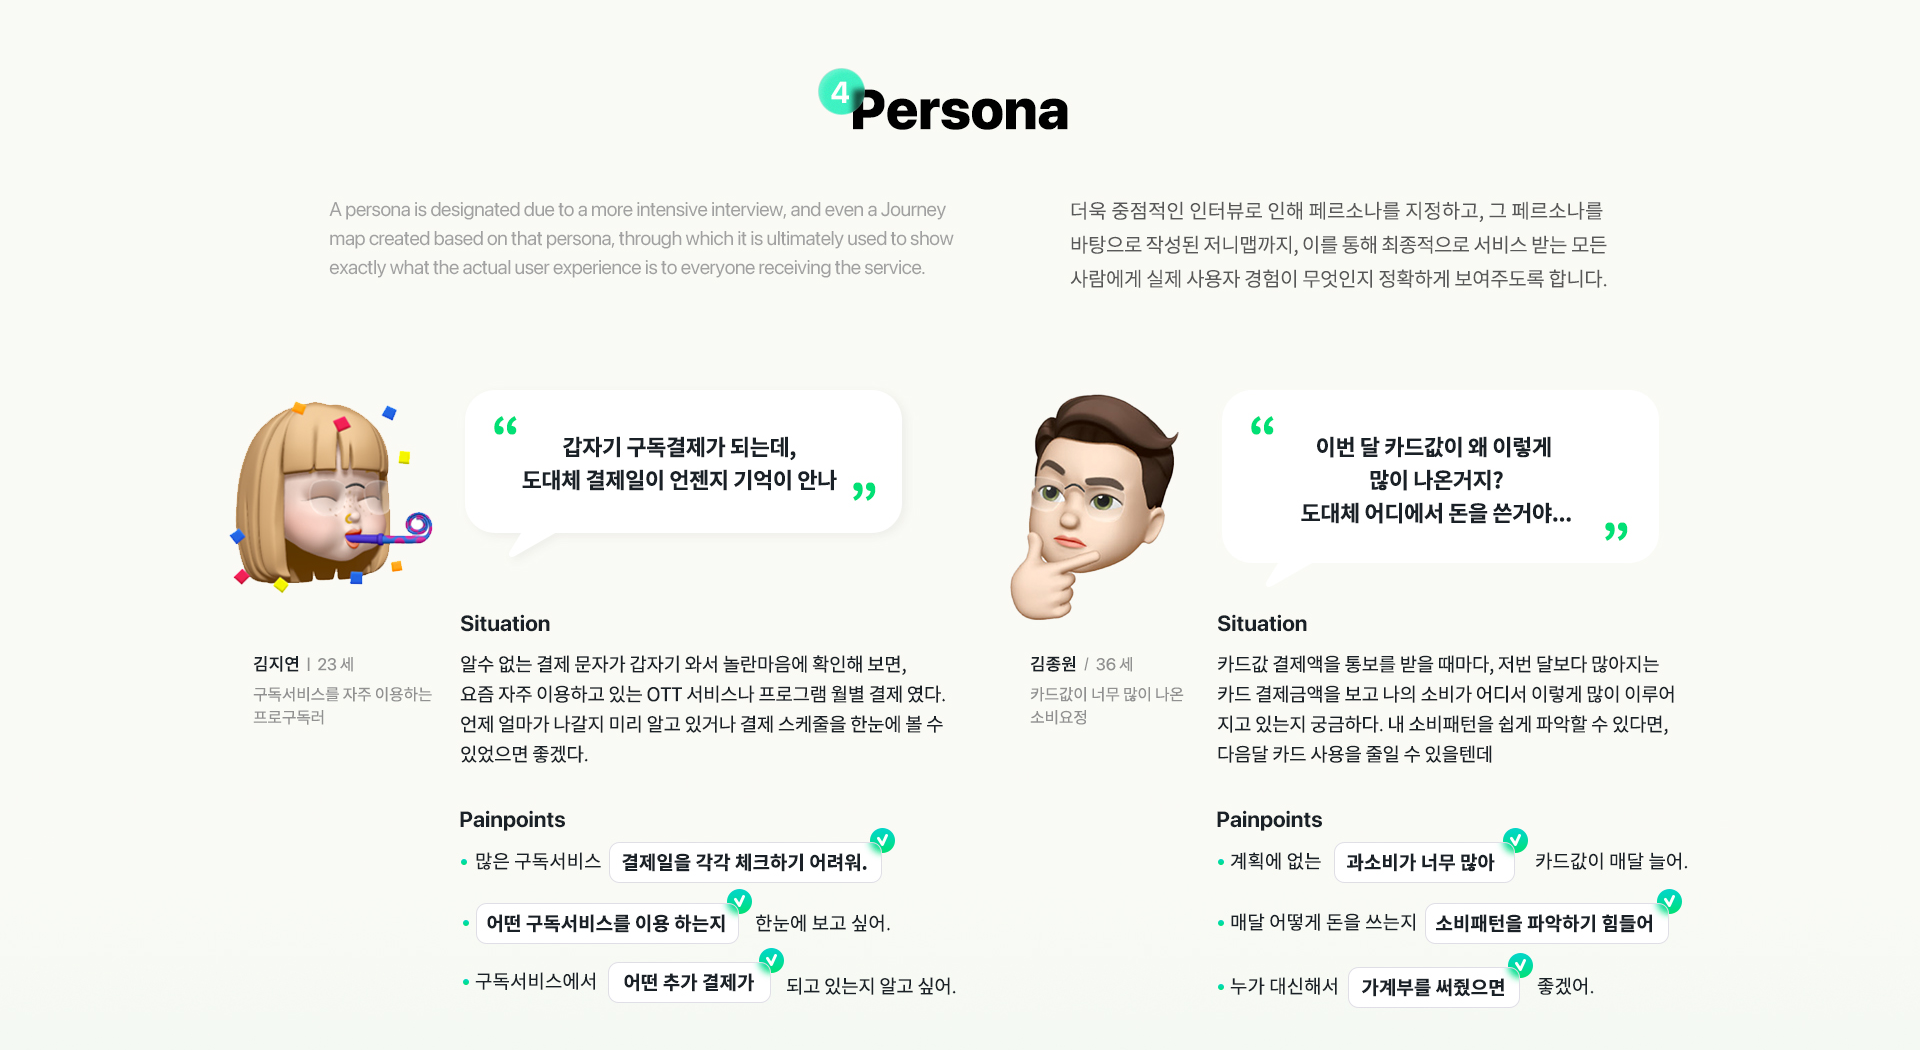 4
Persona
A persona is designated due to a more intensive interview, and even a Journey
map created based on that persona, through which it is ultimately used to show
exactly what the actual user experience is to everyone receiving the service.
더욱 중점적인 인터뷰로 인해 페르소나를 지정하고, 그 페르소나를
바탕으로 작성된 저니맵까지, 이를 통해 최종적으로 서비스 받는 모든
사람에게 실제 사용자 경험이 무엇인지 정확하게 보여주도록 합니다.
“
갑자기 구독결제가 되는데,
도대체 결제일이 언젠지 기억이 안나
”
김지연 | 23 세
구독서비스를 자주 이용하는
프로구독러
Situation
알수 없는 결제 문자가 갑자기 와서 놀란마음에 확인해 보면,
요즘 자주 이용하고 있는 OTT 서비스나 프로그램 월별 결제 였다.
언제 얼마가 나갈지 미리 알고 있거나 결제 스케줄을 한눈에 볼 수
있었으면 좋겠다.
Painpoints
• 많은 구독서비스 결제일을 각각 체크하기 어려워.
• 어떤 구독서비스를 이용 하는지 한눈에 보고 싶어.
• 구독서비스에서 어떤 추가 결제가 되고 있는지 알고 싶어.
“
이번 달 카드값이 왜 이렇게
많이 나온거지?
도대체 어디에서 돈을 쓴거야...
”
김종원 / 36 세
카드값이 너무 많이 나온
소비요정
Situation
카드값 결제액을 통보를 받을 때마다, 저번 달보다 많아지는
카드 결제금액을 보고 나의 소비가 어디서 이렇게 많이 이루어
지고 있는지 궁금하다. 내 소비패턴을 쉽게 파악할 수 있다면,
다음달 카드 사용을 줄일 수 있을텐데
Painpoints
• 계획에 없는 과소비가 너무 많아 카드값이 매달 늘어.
• 매달 어떻게 돈을 쓰는지 소비패턴을 파악하기 힘들어
• 누가 대신해서 가계부를 써줬으면 좋겠어.